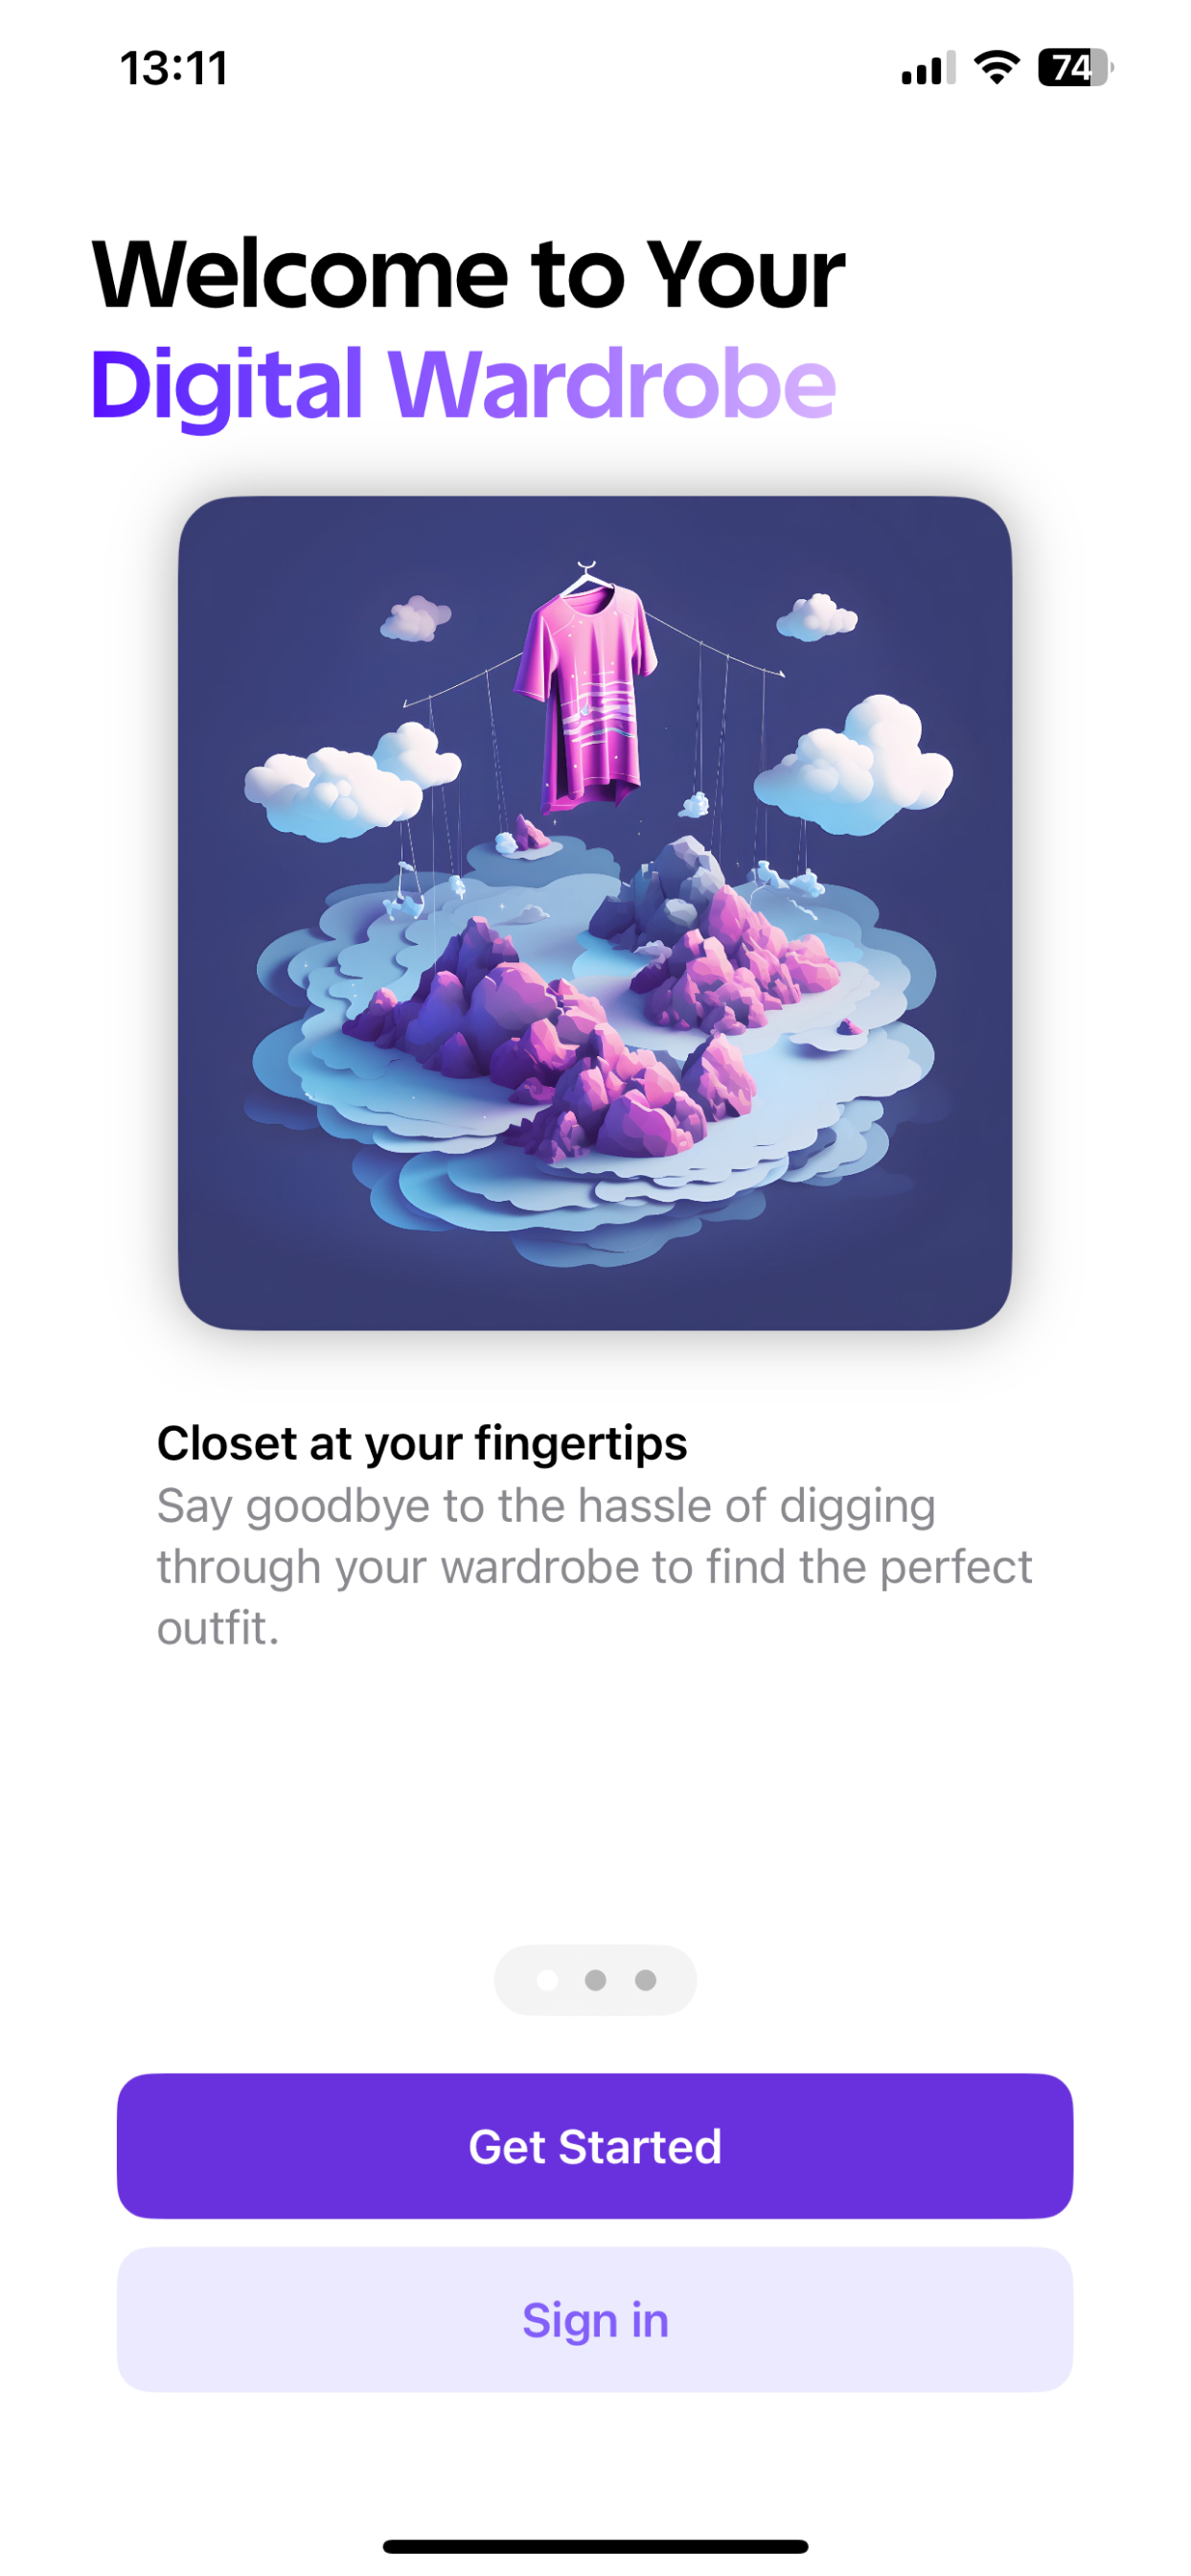 13:11
74
Welcome to Your
Digital Wardrobe
Closet at your fingertips
Say goodbye to the hassle of digging
through your wardrobe to find the perfect
outfit.
Get Started
Sign in